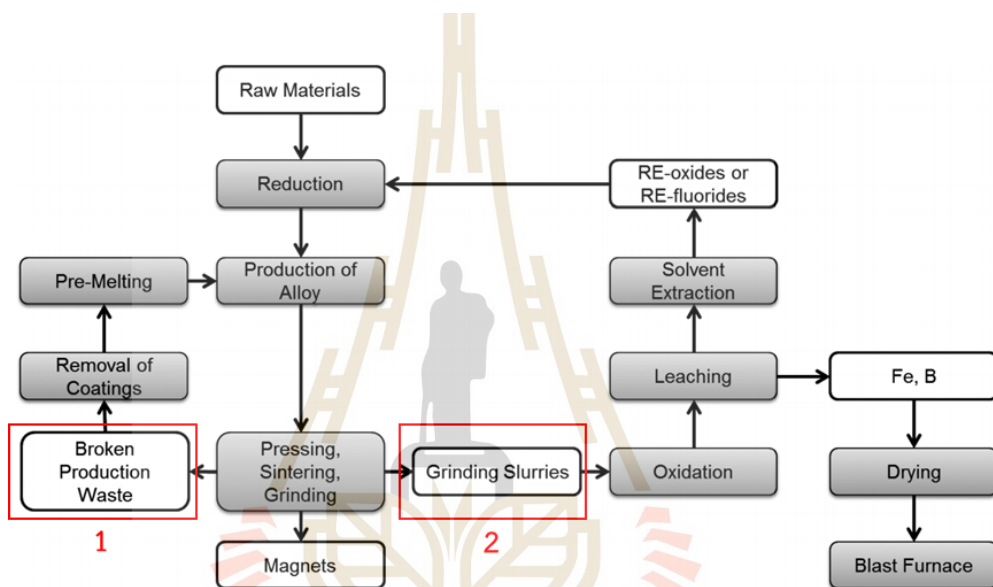 Raw Materials
Reduction
RE-oxides or
RE-fluorides
Pre-Melting
Production of
Alloy
Solvent
Extraction
Removal of
Coatings
Leaching
Fe, B
Broken
Production
Waste
Pressing,
Sintering,
Grinding
Grinding Slurries
Oxidation
Drying
1
2
Magnets
Blast Furnace